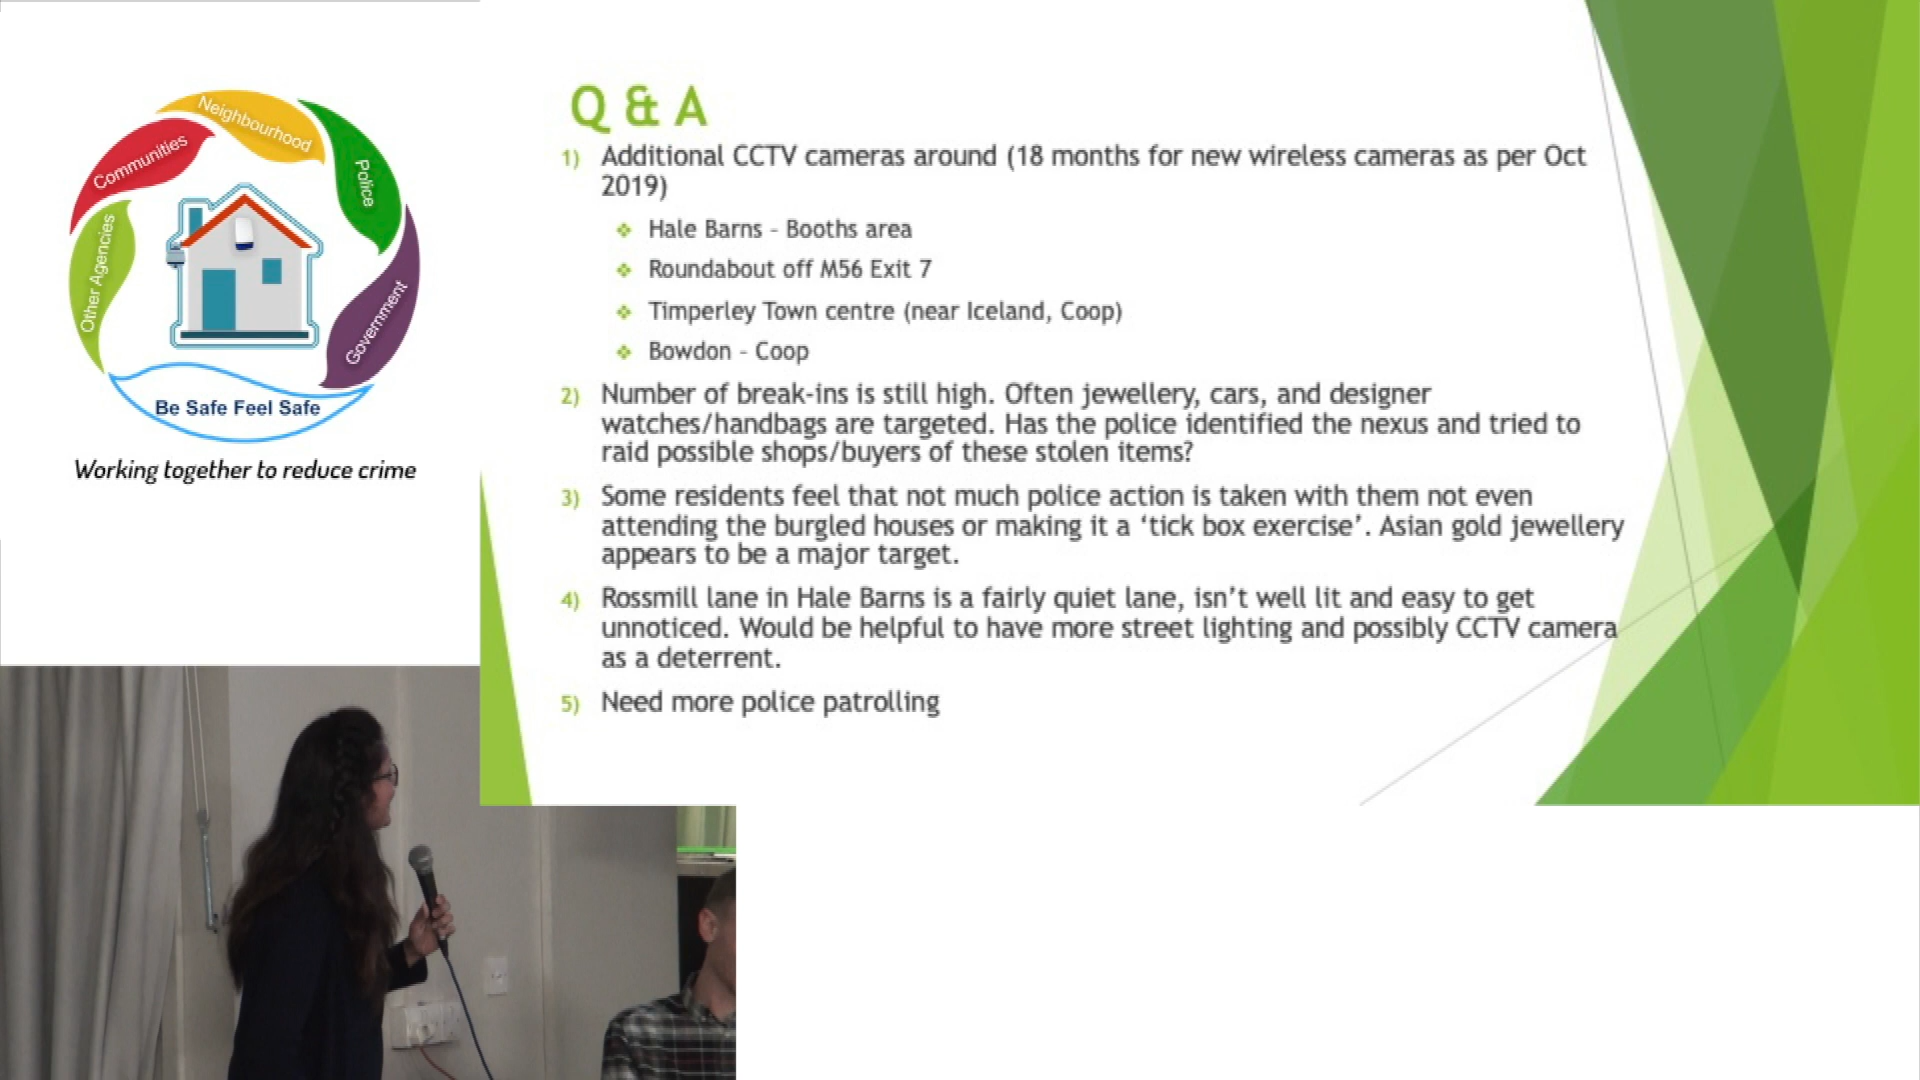 Neighbourhood
Communities
Police
Other Agencies
Government
Be Safe Feel Safe
Working together to reduce crime
Q & A
1) Additional CCTV cameras around (18 months for new wireless cameras as per Oct
2019)
❖ Hale Barns - Booths area
❖ Roundabout off M56 Exit 7
❖ Timperley Town centre (near Iceland, Coop)
❖ Bowdon - Coop
2) Number of break-ins is still high. Often jewellery, cars, and designer
watches/handbags are targeted. Has the police identified the nexus and tried to
raid possible shops/buyers of these stolen items?
3) Some residents feel that not much police action is taken with them not even
attending the burgled houses or making it a ‘tick box exercise’. Asian gold jewellery
appears to be a major target.
4) Rossmill lane in Hale Barns is a fairly quiet lane, isn’t well lit and easy to get
unnoticed. Would be helpful to have more street lighting and possibly CCTV camera
as a deterrent.
5) Need more police patrolling